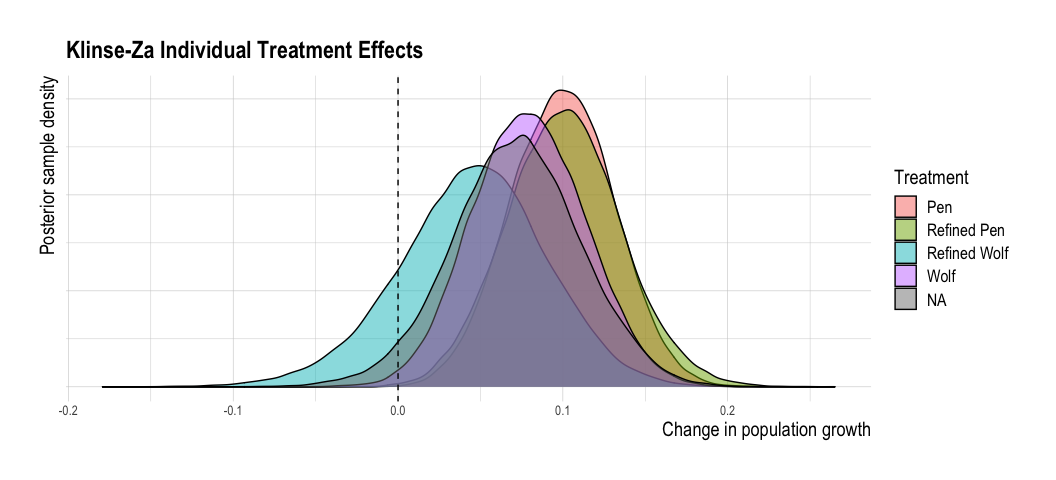 Klinse-Za Individual Treatment Effects
Posterior sample density
-0.2
-0.1
0.0
0.1
0.2
Change in population growth
Treatment
Pen
Refined Pen
Refined Wolf
Wolf
NA